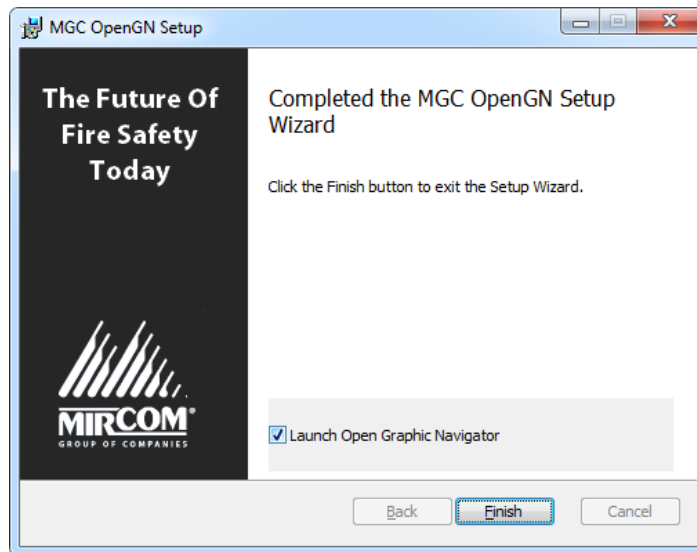 MGC OpenGN Setup
The Future Of
Fire Safety
Today
Completed the MGC OpenGN Setup
Wizard
Click the Finish button to exit the Setup Wizard.
MIRCOM®
GROUP OF COMPANIES
Launch Open Graphic Navigator
Back
Finish
Cancel